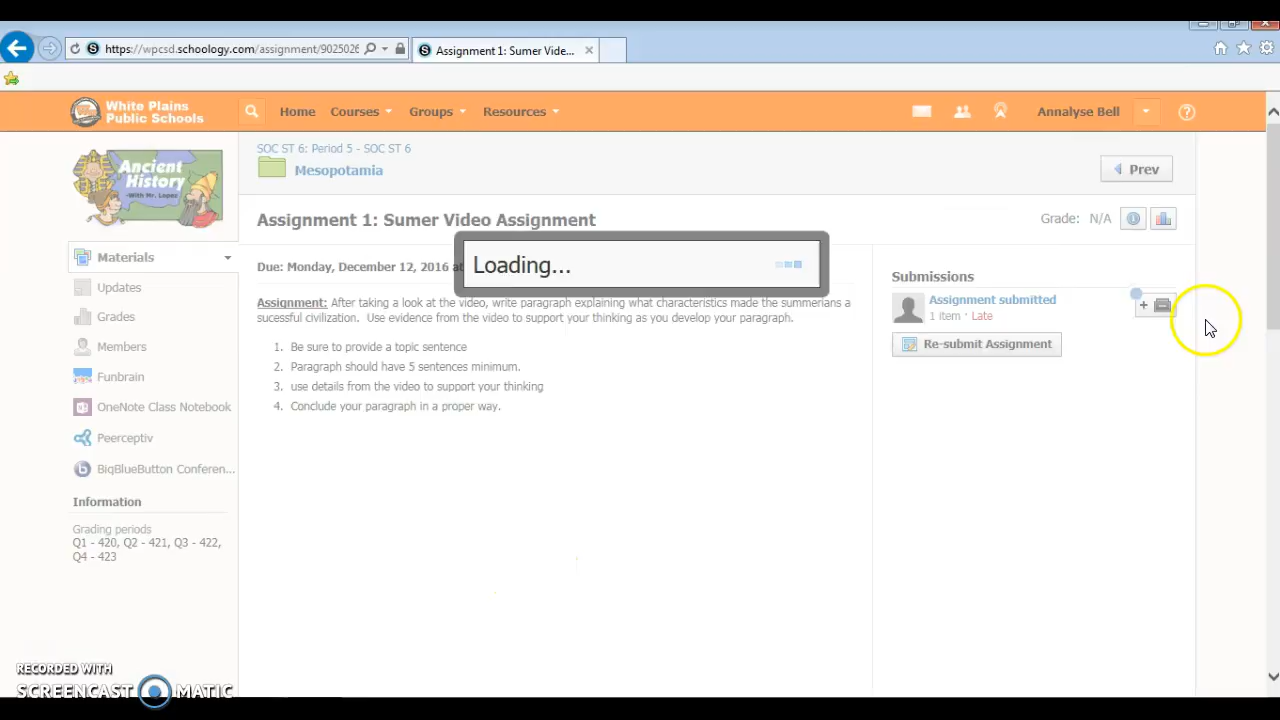 https://wpcsd.schoology.com/assignment/9025026
Assignment 1: Sumer Vide...
White Plains
Public Schools
Home
Courses
Groups
Resources
Annalyse Bell
Ancient
History
-With Mr. Lopez
SOC ST 6: Period 5 - SOC ST 6
Mesopotamia
Prev
Assignment 1: Sumer Video Assignment
Grade: N/A
Materials
Updates
Grades
Members
Funbrain
OneNote Class Notebook
Peerceptiv
BigBlueButton Conferen...
Information
Grading periods
Q1 - 420, Q2 - 421, Q3 - 422,
Q4 - 423
Due: Monday, December 12, 2016 at
Loading...
Assignment: After taking a look at the video, write paragraph explaining what characteristics made the summerians a
sucessful civilization. Use evidence from the video to support your thinking as you develop your paragraph.
1. Be sure to provide a topic sentence
2. Paragraph should have 5 sentences minimum.
3. use details from the video to support your thinking
4. Conclude your paragraph in a proper way.
Submissions
Assignment submitted
1 item · Late
Re-submit Assignment
RECORDED WITH
SCREENCAST MATIC